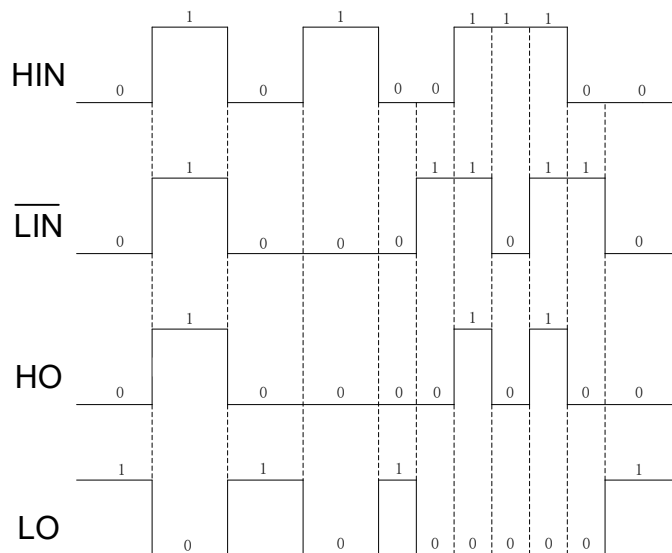 1 1 1 1 1
HIN
0 0 0 0 0 0
1 1 1 1 1
L̅I̅N̅
0 0 0 0 0 0
1 1 1
HO
0 0 0 0 0 0 0 0
1 1 1 1
LO
0 0 0 0 0 0 0